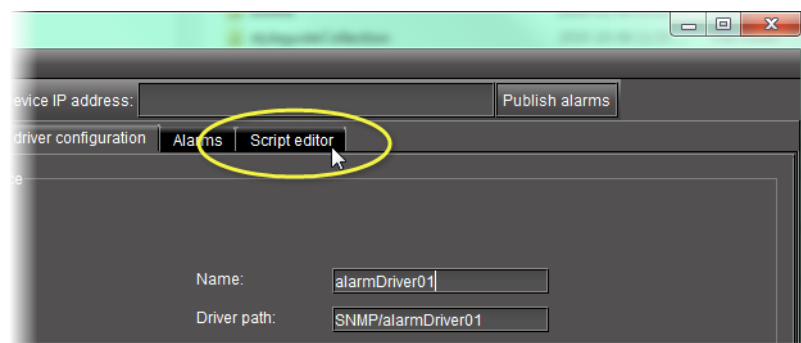 evice IP address: Publish alarms
driver configuration Alarms Script editor
e
Name: alarmDriver01
Driver path: SNMP/alarmDriver01